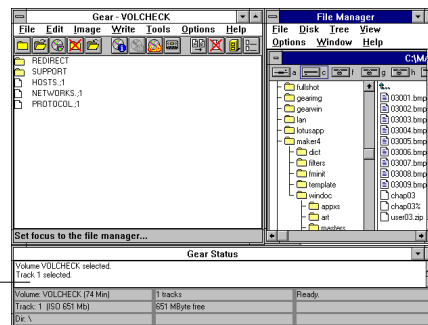 Gear - VOLCHECK
File Edit Image Write Tools Options Help
REDIRECT
SUPPORT
HOSTS.;1
NETWORKS.;1
PROTOCOL.;1
Set focus to the file manager...
File Manager
File Disk Tree View
Options Window Help
C:\MA
a c f g h
fullshot
gearimg
gearwin
lan
lotusapp
maker4
dict
filters
fminit
template
windoc
appxs
art
masters
03001.bmp
03002.bmp
03003.bmp
03004.bmp
03005.bmp
03006.bmp
03007.bmp
03008.bmp
03009.bmp
chap03
chap03%
user03.zip
Gear Status
Volume VOLCHECK selected.
Track 1 selected.
Volume: VOLCHECK (74 Min) 1 tracks Ready.
Track: 1 (ISO 651 Mb) 651 MByte free
Dir: \